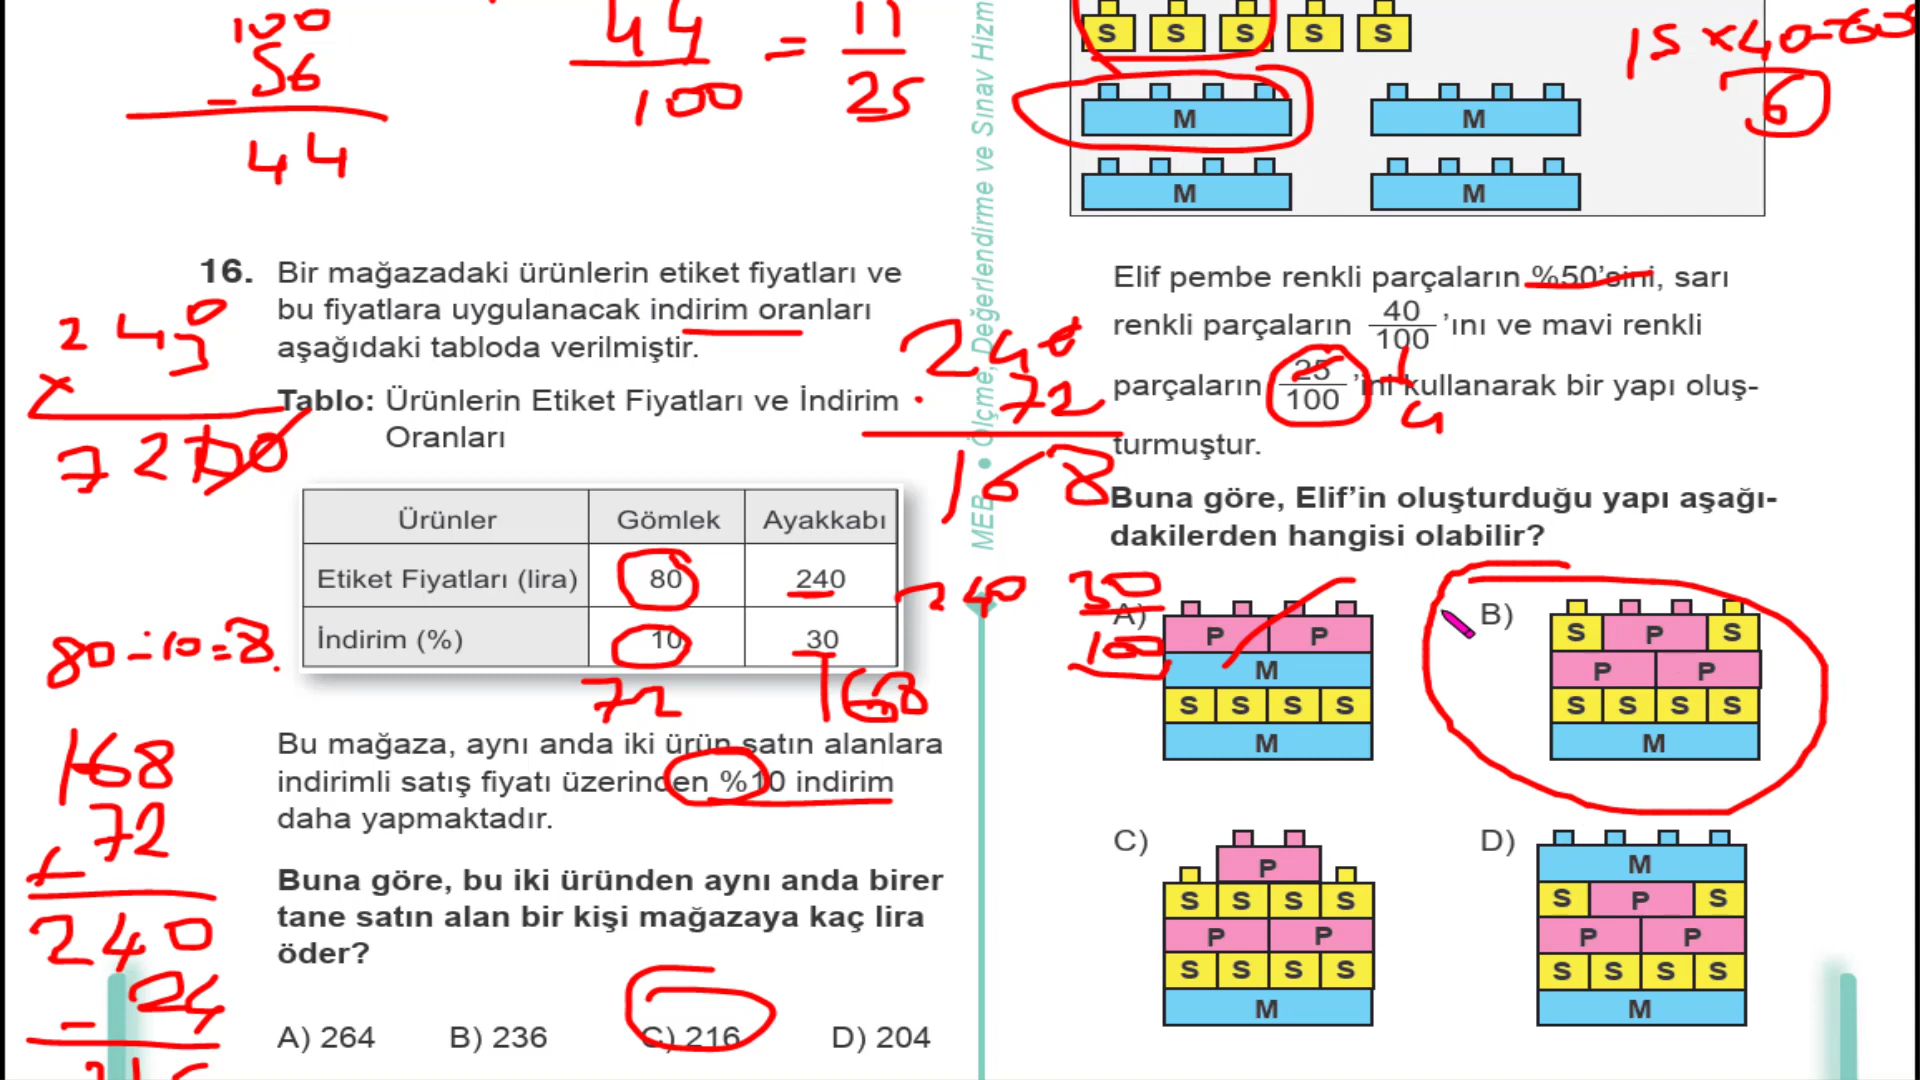 100
- 56
44
44
100
= 11
25
16. Bir mağazadaki ürünlerin etiket fiyatları ve
bu fiyatlara uygulanacak indirim oranları
aşağıdaki tabloda verilmiştir.
Tablo: Ürünlerin Etiket Fiyatları ve İndirim
Oranları
Ürünler Gömlek Ayakkabı
Etiket Fiyatları (lira) 80 240
İndirim (%) 10 30
72 168
240
80÷10=8.
240
72
168
168
72
+
240
- 24
Bu mağaza, aynı anda iki ürün satın alanlara
indirimli satış fiyatı üzerinden %10 indirim
daha yapmaktadır.
Buna göre, bu iki üründen aynı anda birer
tane satın alan bir kişi mağazaya kaç lira
öder?
A) 264 B) 236 C) 216 D) 204
MEB • Ölçme, Değerlendirme ve Sınav Hizm
S S S S S
M M
M M
15 x 40
6
Elif pembe renkli parçaların %50'sini, sarı
renkli parçaların 40/100 'ını ve mavi renkli
parçaların 25/100 'ini kullanarak bir yapı oluş-
turmuştur.
1
4
Buna göre, Elif'in oluşturduğu yapı aşağı-
dakilerden hangisi olabilir?
30
100
A)
P P
M
S S S S
M
B)
S P S
P P
S S S S
M
C)
P
S S S S
P P
S S S S
M
D)
M
S P S
P P
S S S S
M